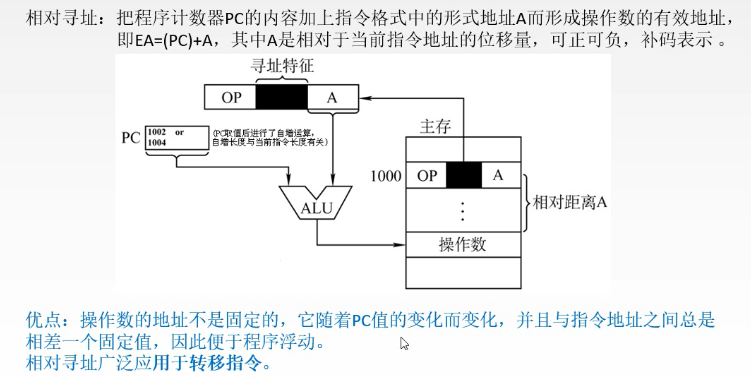 相对寻址：把程序计数器PC的内容加上指令格式中的形式地址A而形成操作数的有效地址，
即EA=(PC)+A，其中A是相对于当前指令地址的位移量，可正可负，补码表示 。
寻址特征
OP A
主存
PC 1002 or
1004
(PC取值后进行了自增运算，
自增长度与当前指令长度有关)
1000 OP A
ALU
⋮
相对距离A
操作数
优点：操作数的地址不是固定的，它随着PC值的变化而变化，并且与指令地址之间总是
相差一个固定值，因此便于程序浮动。
相对寻址广泛应用于转移指令。